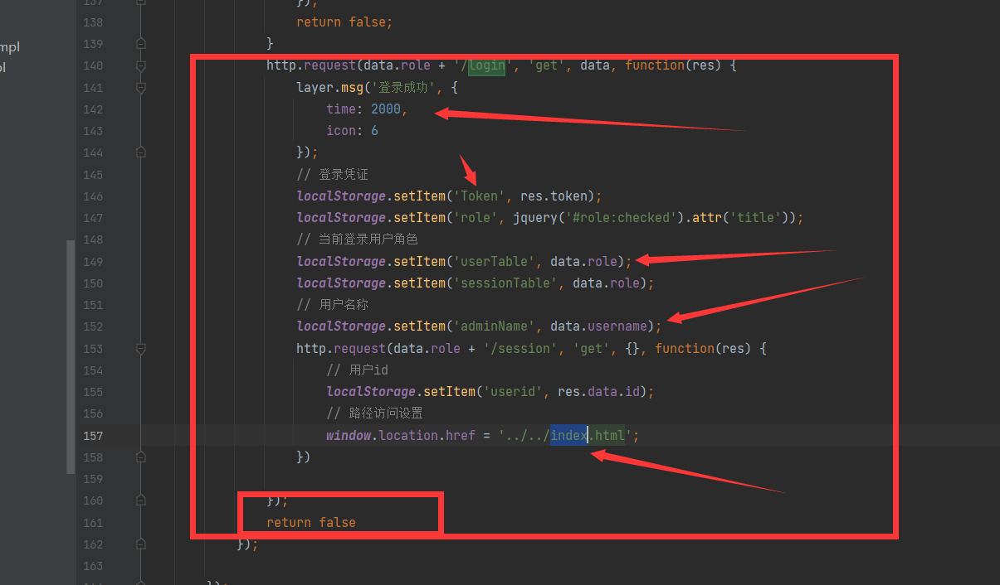 137 });
138 return false;
mpl
139 }
140 http.request(data.role + '/login', 'get', data, function(res) {
141 layer.msg('登录成功', {
142 time: 2000,
143 icon: 6
144 });
145 // 登录凭证
146 localStorage.setItem('Token', res.token);
147 localStorage.setItem('role', jquery('#role:checked').attr('title'));
148 // 当前登录用户角色
149 localStorage.setItem('userTable', data.role);
150 localStorage.setItem('sessionTable', data.role);
151 // 用户名称
152 localStorage.setItem('adminName', data.username);
153 http.request(data.role + '/session', 'get', {}, function(res) {
154 // 用户id
155 localStorage.setItem('userid', res.data.id);
156 // 路径访问设置
157 window.location.href = '../../index.html';
158 })
159
160 });
161 return false
162 });
163